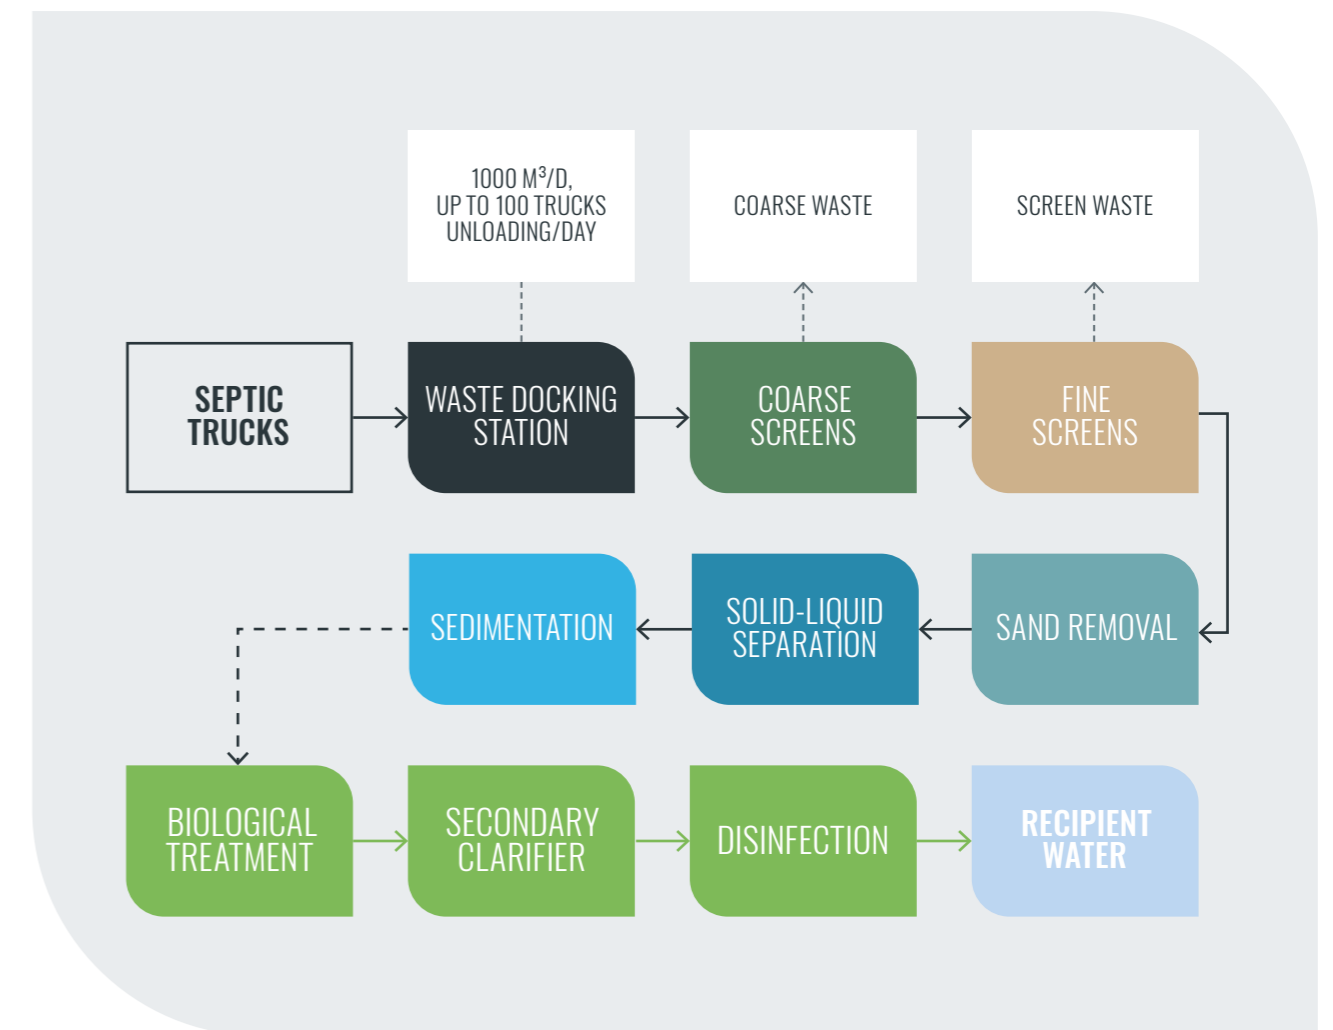 1000 M³/D,
UP TO 100 TRUCKS
UNLOADING/DAY
COARSE WASTE
SCREEN WASTE
SEPTIC
TRUCKS
WASTE DOCKING
STATION
COARSE
SCREENS
FINE
SCREENS
SEDIMENTATION
SOLID-LIQUID
SEPARATION
SAND REMOVAL
BIOLOGICAL
TREATMENT
SECONDARY
CLARIFIER
DISINFECTION
RECIPIENT
WATER